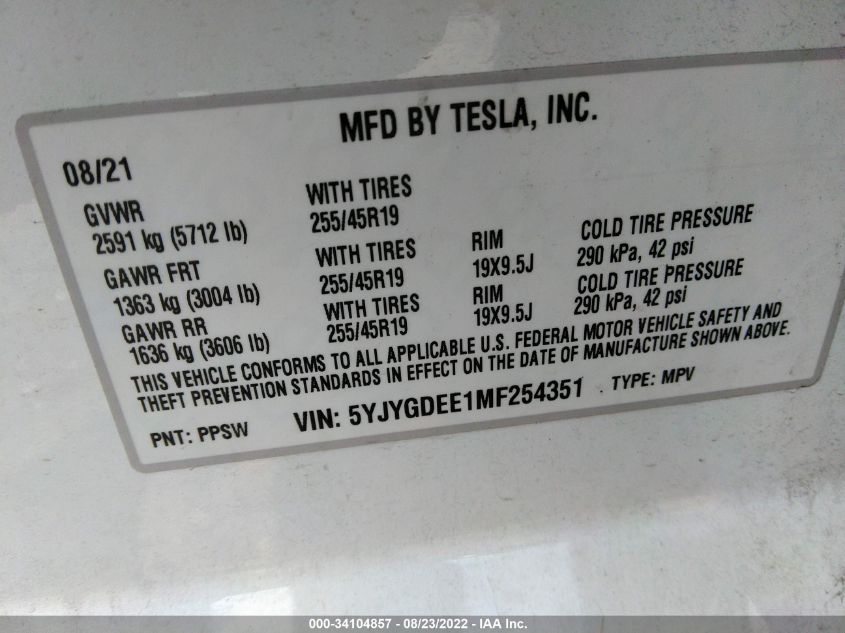 MFD BY TESLA, INC.
08/21
GVWR
2591 kg (5712 lb)
WITH TIRES
255/45R19
GAWR FRT
1363 kg (3004 lb)
WITH TIRES
255/45R19
RIM
19X9.5J
COLD TIRE PRESSURE
290 kPa, 42 psi
GAWR RR
1636 kg (3606 lb)
WITH TIRES
255/45R19
RIM
19X9.5J
COLD TIRE PRESSURE
290 kPa, 42 psi
THIS VEHICLE CONFORMS TO ALL APPLICABLE U.S. FEDERAL MOTOR VEHICLE SAFETY AND
THEFT PREVENTION STANDARDS IN EFFECT ON THE DATE OF MANUFACTURE SHOWN ABOVE.
PNT: PPSW VIN: 5YJYGDEE1MF254351 TYPE: MPV
000-34104857 - 08/23/2022 - IAA Inc.